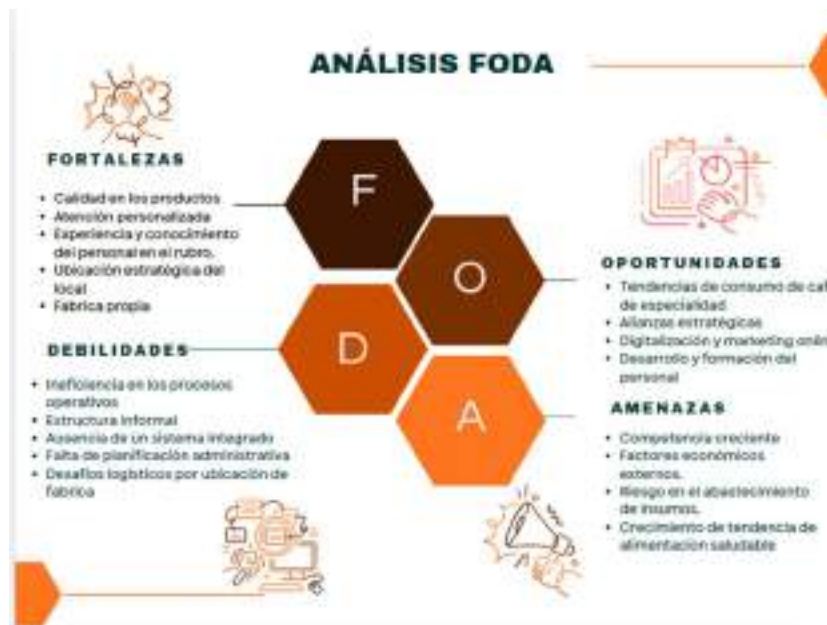 ANÁLISIS FODA
FORTALEZAS
• Calidad en los productos
• Atención personalizada
• Experiencia y conocimiento
del personal en el rubro.
• Ubicación estratégica del
local
• Fabrica propia
F
O
D
A
OPORTUNIDADES
• Tendencias de consumo de caf
de especialidad
• Alianzas estratégicas
• Digitalización y marketing onlin
• Desarrollo y formación del
personal
DEBILIDADES
• Ineficiencia en los procesos
operativos
• Estructura informal
• Ausencia de un sistema integrado
• Falta de planificación administrativa
• Desafíos logísticos por ubicación de
fabrica
AMENAZAS
• Competencia creciente
• Factores económicos
externos.
• Riesgo en el abastecimiento
de insumos.
• Crecimiento de tendencia de
alimentacion saludable